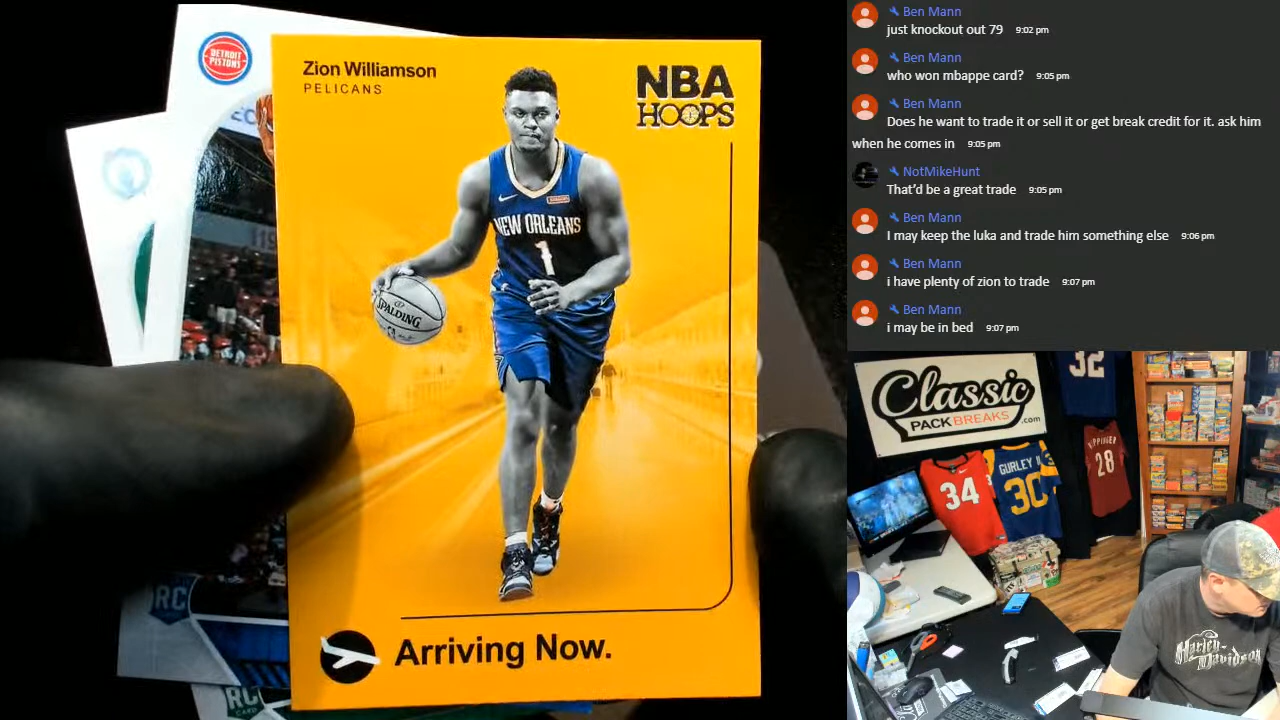 Zion Williamson
PELICANS
NBA
HOOPS
NEW ORLEANS
1
SPALDING
Arriving Now.
DETROIT
PISTONS
RC
RC
Ben Mann
just knockout out 79 9:02 pm
Ben Mann
who won mbappe card? 9:05 pm
Ben Mann
Does he want to trade it or sell it or get break credit for it. ask him
when he comes in 9:05 pm
NotMikeHunt
That'd be a great trade 9:05 pm
Ben Mann
I may keep the luka and trade him something else 9:06 pm
Ben Mann
i have plenty of zion to trade 9:07 pm
Ben Mann
i may be in bed 9:07 pm
Classic
PACK BREAKS.com
32
34
GURLEY II
30
28
Harley-
Davidson